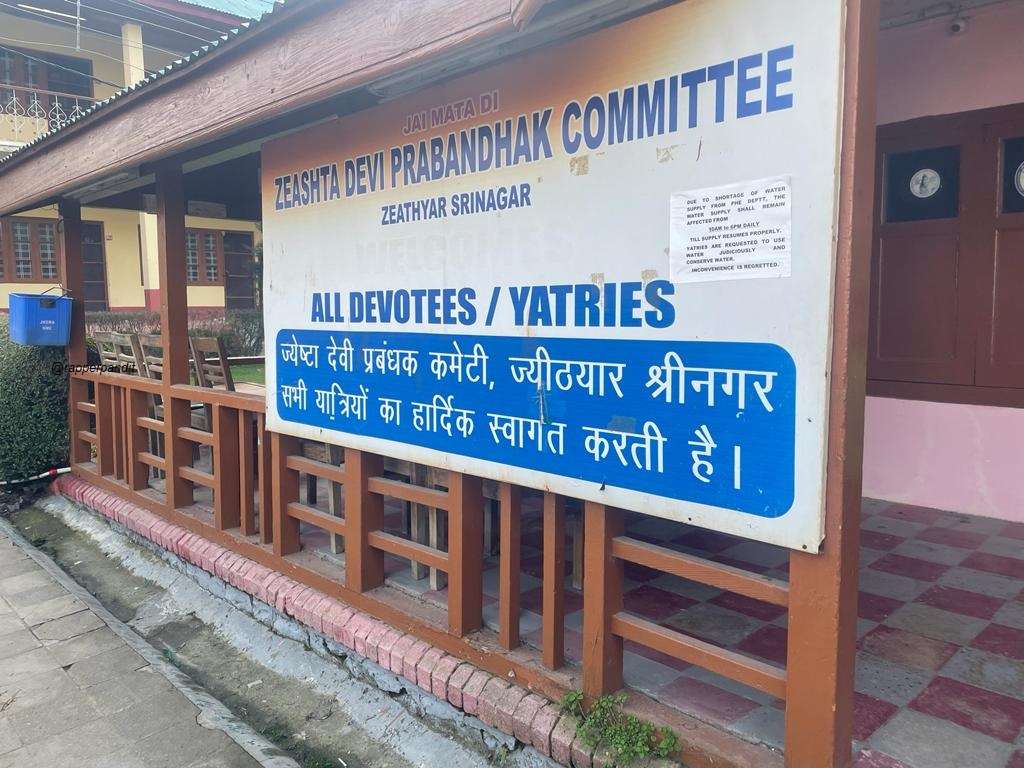 JAI MATA DI
ZEASHTA DEVI PRABANDHAK COMMITTEE
ZEATHYAR SRINAGAR
DUE TO SHORTAGE OF WATER
SUPPLY FROM PHE DEPTT, THE
WATER SUPPLY SHALL REMAIN
AFFECTED FROM
10AM to 6PM DAILY
TILL SUPPLY RESUMES PROPERLY.
YATRIES ARE REQUESTED TO USE
WATER JUDICIOUSLY AND
CONSERVE WATER.
INCONVENIENCE IS REGRETTED.
ALL DEVOTEES / YATRIES
ज्येष्टा देवी प्रबंधक कमेटी, ज्यीठयार श्रीनगर
सभी यात्रियों का हार्दिक स्वागत करती है।
@rapperpandit